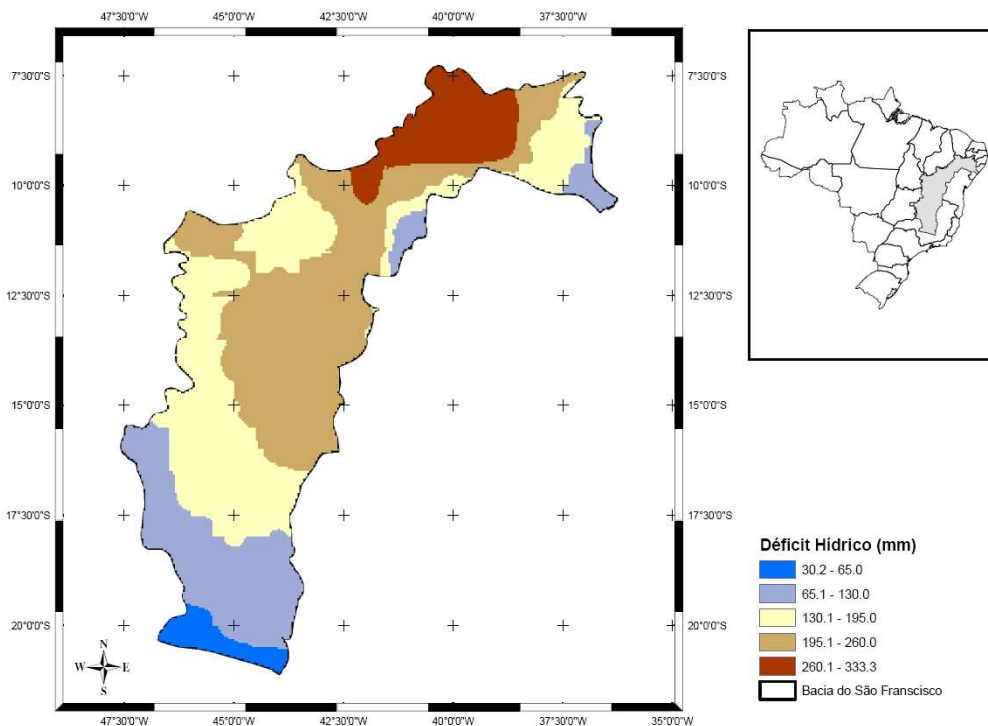 47°30'0"W 45°0'0"W 42°30'0"W 40°0'0"W 37°30'0"W
7°30'0"S 7°30'0"S
10°0'0"S 10°0'0"S
12°30'0"S 12°30'0"S
15°0'0"S 15°0'0"S
17°30'0"S 17°30'0"S
20°0'0"S 20°0'0"S
N
W E
S
47°30'0"W 45°0'0"W 42°30'0"W 40°0'0"W 37°30'0"W 35°0'0"W
Déficit Hídrico (mm)
30.2 - 65.0
65.1 - 130.0
130.1 - 195.0
195.1 - 260.0
260.1 - 333.3
Bacia do São Franscisco